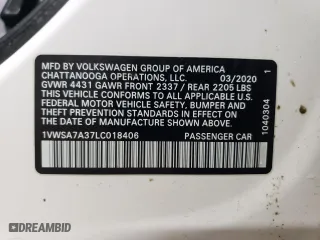 MFD BY VOLKSWAGEN GROUP OF AMERICA
CHATTANOOGA OPERATIONS, LLC. 03/2020
GVWR 4431 GAWR FRONT 2337 / REAR 2205 LBS
THIS VEHICLE CONFORMS TO ALL APPLICABLE
FEDERAL MOTOR VEHICLE SAFETY, BUMPER AND
THEFT PREVENTION STANDARDS IN EFFECT ON
THE DATE OF MANUFACTURE SHOWN ABOVE
1VWSA7A37LC018406 PASSENGER CAR
1040304 1
AUTOBIDMASTER